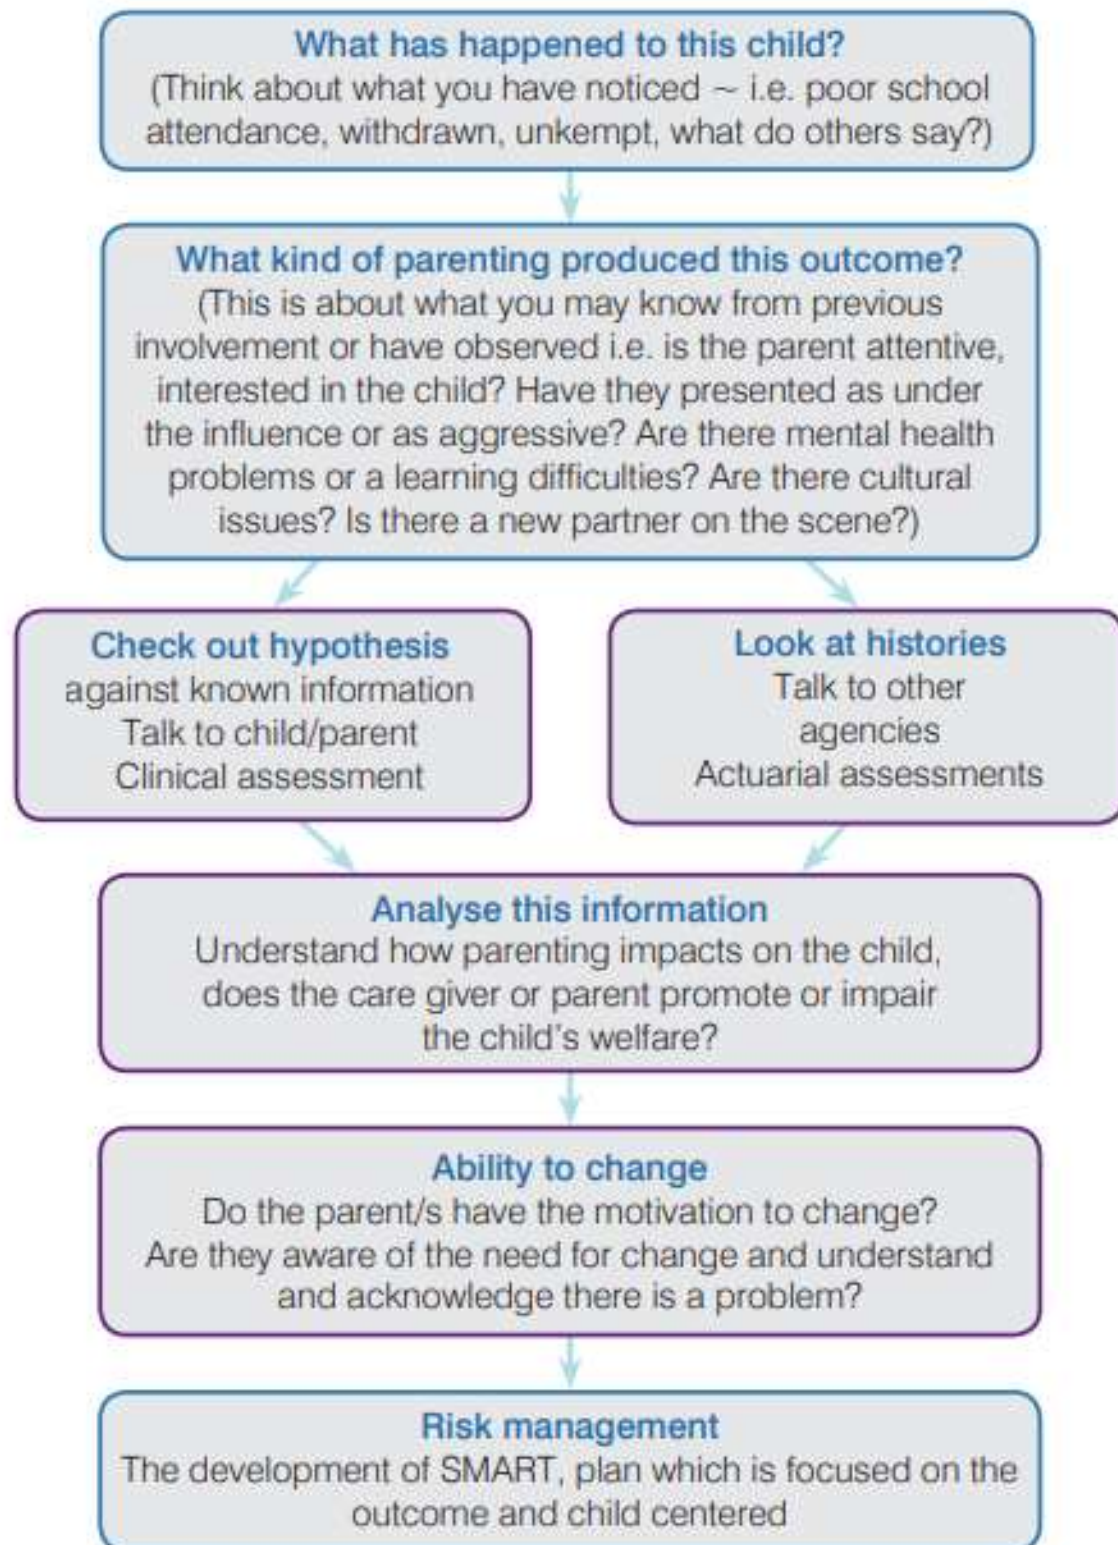 What has happened to this child?
(Think about what you have noticed ~ i.e. poor school
attendance, withdrawn, unkempt, what do others say?)
What kind of parenting produced this outcome?
(This is about what you may know from previous
involvement or have observed i.e. is the parent attentive,
interested in the child? Have they presented as under
the influence or as aggressive? Are there mental health
problems or a learning difficulties? Are there cultural
issues? Is there a new partner on the scene?)
Check out hypothesis
against known information
Talk to child/parent
Clinical assessment
Look at histories
Talk to other
agencies
Actuarial assessments
Analyse this information
Understand how parenting impacts on the child,
does the care giver or parent promote or impair
the child's welfare?
Ability to change
Do the parent/s have the motivation to change?
Are they aware of the need for change and understand
and acknowledge there is a problem?
Risk management
The development of SMART, plan which is focused on the
outcome and child centered